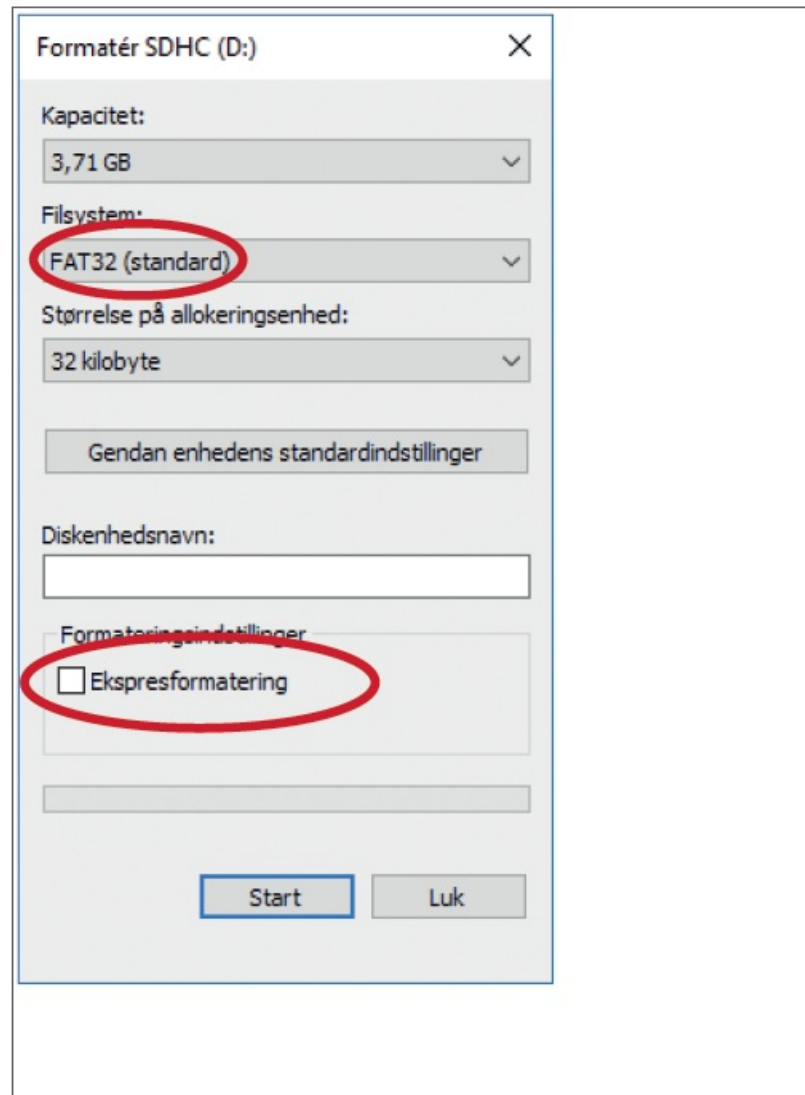 Formatér SDHC (D:)
Kapacitet:
3,71 GB
Filsystem:
FAT32 (standard)
Størrelse på allokeringsenhed:
32 kilobyte
Gendan enhedens standardindstillinger
Diskenhedsnavn:
Formateringsindstillinger
Ekspresformatering
Start
Luk